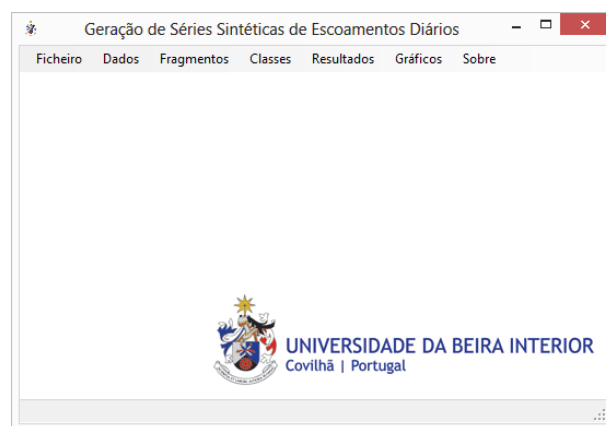 Geração de Séries Sintéticas de Escoamentos Diários
Ficheiro Dados Fragmentos Classes Resultados Gráficos Sobre
UNIVERSIDADE DA BEIRA INTERIOR
Covilhã | Portugal